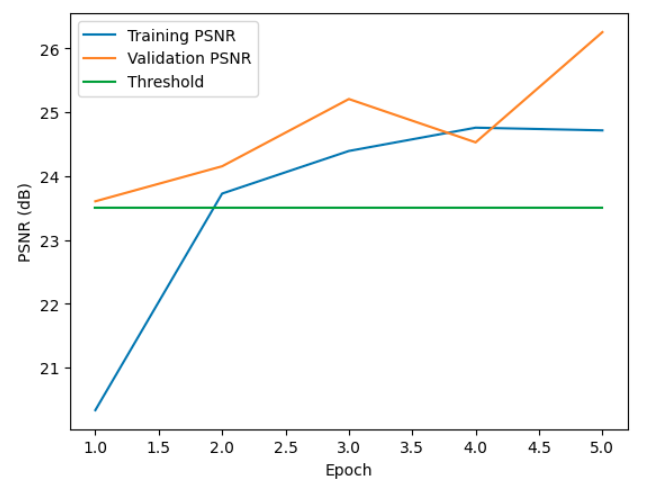 Training PSNR
Validation PSNR
Threshold
26
25
24
23
22
21
PSNR (dB)
1.0 1.5 2.0 2.5 3.0 3.5 4.0 4.5 5.0
Epoch